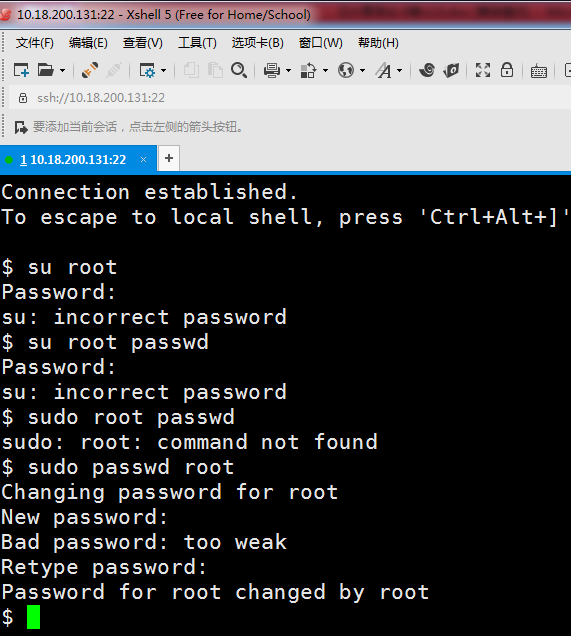 10.18.200.131:22 - Xshell 5 (Free for Home/School)
文件(F) 编辑(E) 查看(V) 工具(T) 选项卡(B) 窗口(W) 帮助(H)
ssh://10.18.200.131:22
要添加当前会话，点击左侧的箭头按钮。
1 10.18.200.131:22 × +
Connection established.
To escape to local shell, press 'Ctrl+Alt+]'
$ su root
Password:
su: incorrect password
$ su root passwd
Password:
su: incorrect password
$ sudo root passwd
sudo: root: command not found
$ sudo passwd root
Changing password for root
New password:
Bad password: too weak
Retype password:
Password for root changed by root
$